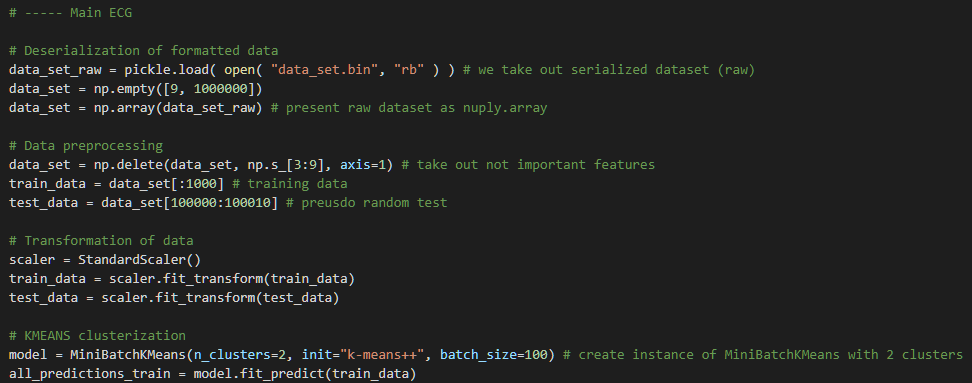 # ----- Main ECG
# Deserialization of formatted data
data_set_raw = pickle.load( open( "data_set.bin", "rb" ) ) # we take out serialized dataset (raw)
data_set = np.empty([9, 1000000])
data_set = np.array(data_set_raw) # present raw dataset as nuply.array
# Data preprocessing
data_set = np.delete(data_set, np.s_[3:9], axis=1) # take out not important features
train_data = data_set[:1000] # training data
test_data = data_set[100000:100010] # preusdo random test
# Transformation of data
scaler = StandardScaler()
train_data = scaler.fit_transform(train_data)
test_data = scaler.fit_transform(test_data)
# KMEANS clusterization
model = MiniBatchKMeans(n_clusters=2, init="k-means++", batch_size=100) # create instance of MiniBatchKMeans with 2 clusters
all_predictions_train = model.fit_predict(train_data)